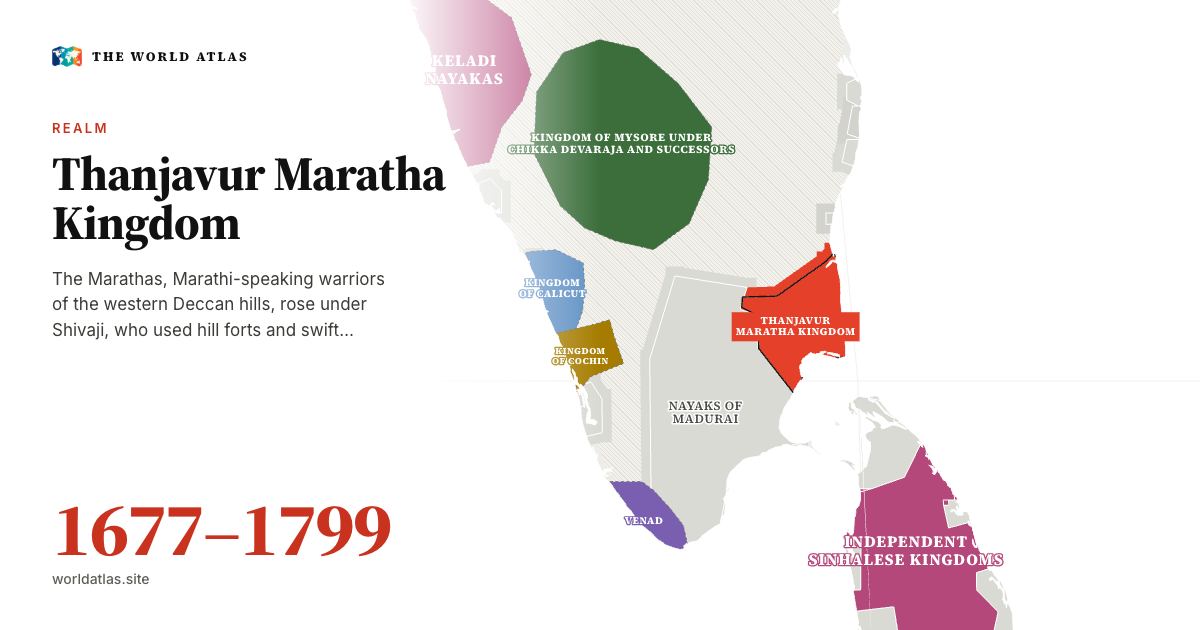 THE WORLD ATLAS
REALM
Thanjavur Maratha
Kingdom
The Marathas, Marathi-speaking warriors
of the western Deccan hills, rose under
Shivaji, who used hill forts and swift...
1677–1799
worldatlas.site
KELADI
NAYAKAS
KINGDOM OF MYSORE UNDER
CHIKKA DEVARAJA AND SUCCESSORS
KINGDOM
OF CALICUT
KINGDOM
OF COCHIN
THANJAVUR
MARATHA KINGDOM
NAYAKS OF
MADURAI
VENAD
INDEPENDENT
SINHALESE KINGDOMS